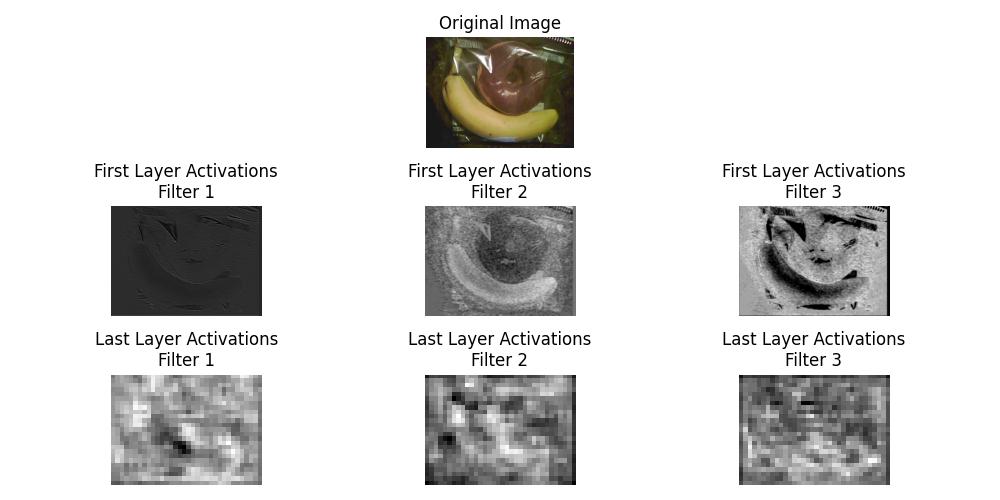 Original Image
First Layer Activations
Filter 1
First Layer Activations
Filter 2
First Layer Activations
Filter 3
Last Layer Activations
Filter 1
Last Layer Activations
Filter 2
Last Layer Activations
Filter 3